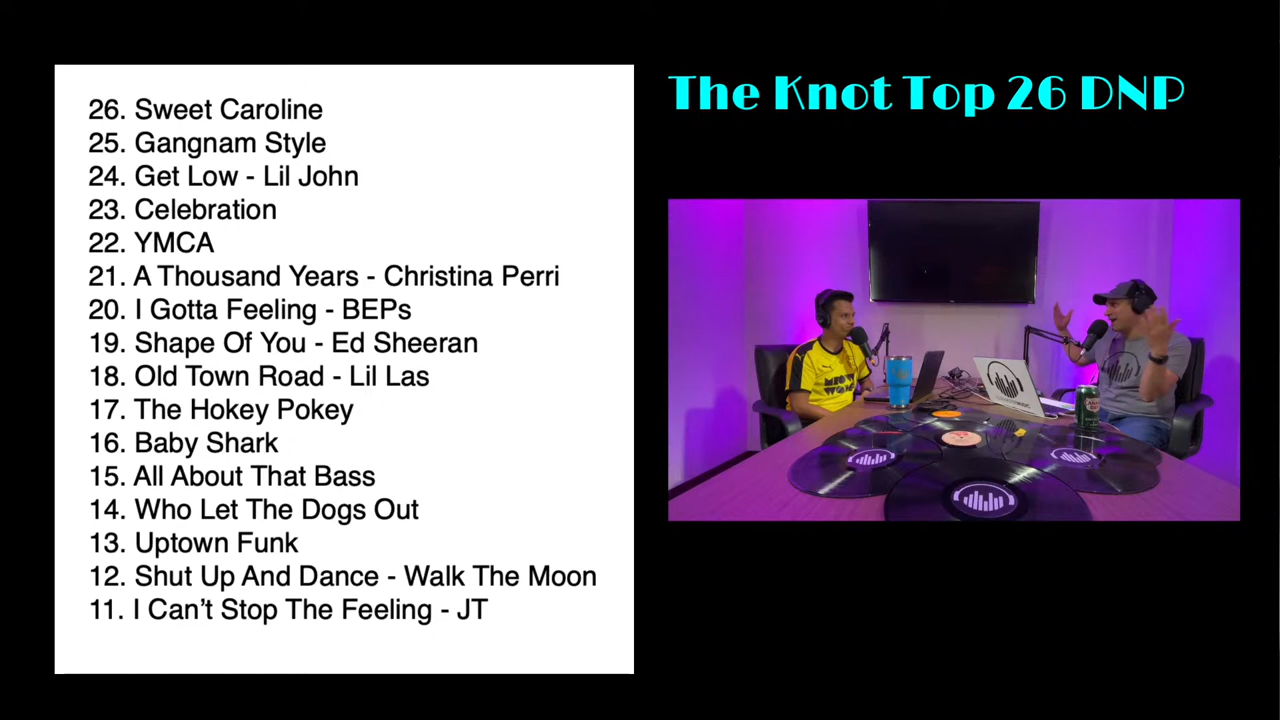 The Knot Top 26 DNP
26. Sweet Caroline
25. Gangnam Style
24. Get Low - Lil John
23. Celebration
22. YMCA
21. A Thousand Years - Christina Perri
20. I Gotta Feeling - BEPs
19. Shape Of You - Ed Sheeran
18. Old Town Road - Lil Las
17. The Hokey Pokey
16. Baby Shark
15. All About That Bass
14. Who Let The Dogs Out
13. Uptown Funk
12. Shut Up And Dance - Walk The Moon
11. I Can't Stop The Feeling - JT